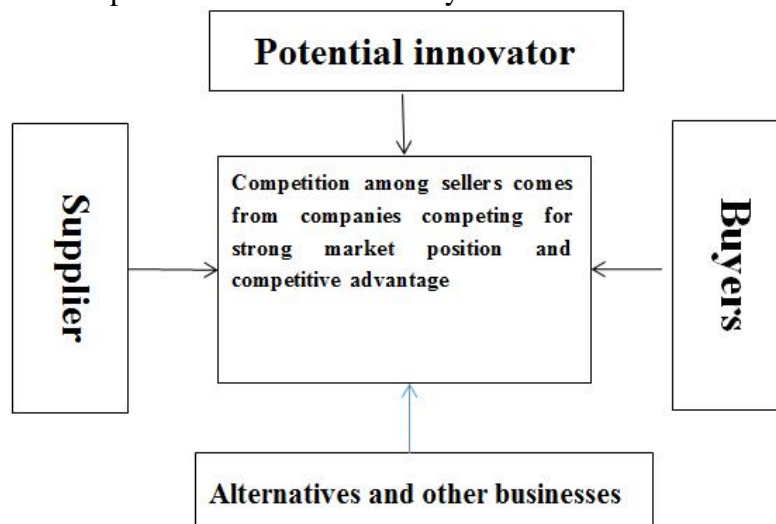 Potential innovator
Supplier
Competition among sellers comes
from companies competing for
strong market position and
competitive advantage
Buyers
Alternatives and other businesses